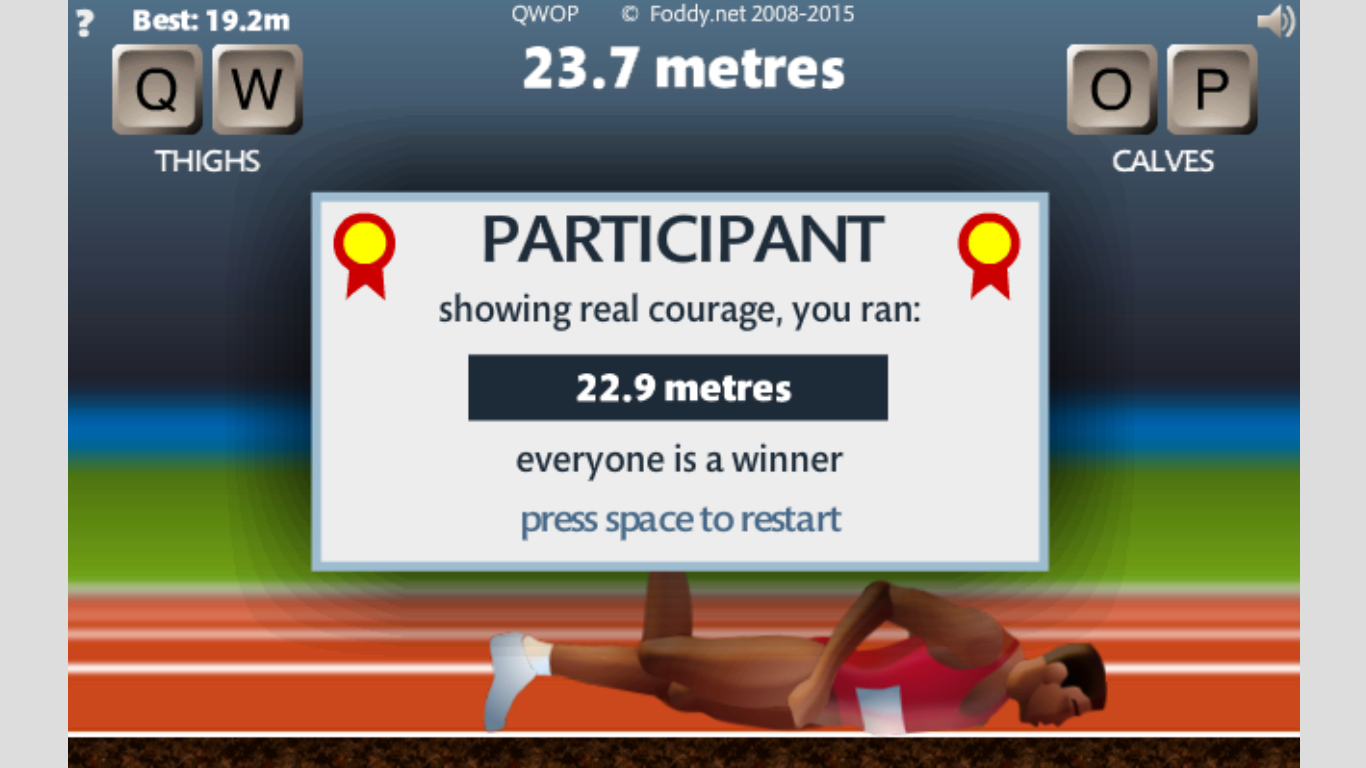 ? Best: 19.2m
QWOP © Foddy.net 2008-2015
23.7 metres
Q W
THIGHS
O P
CALVES
PARTICIPANT
showing real courage, you ran:
22.9 metres
everyone is a winner
press space to restart